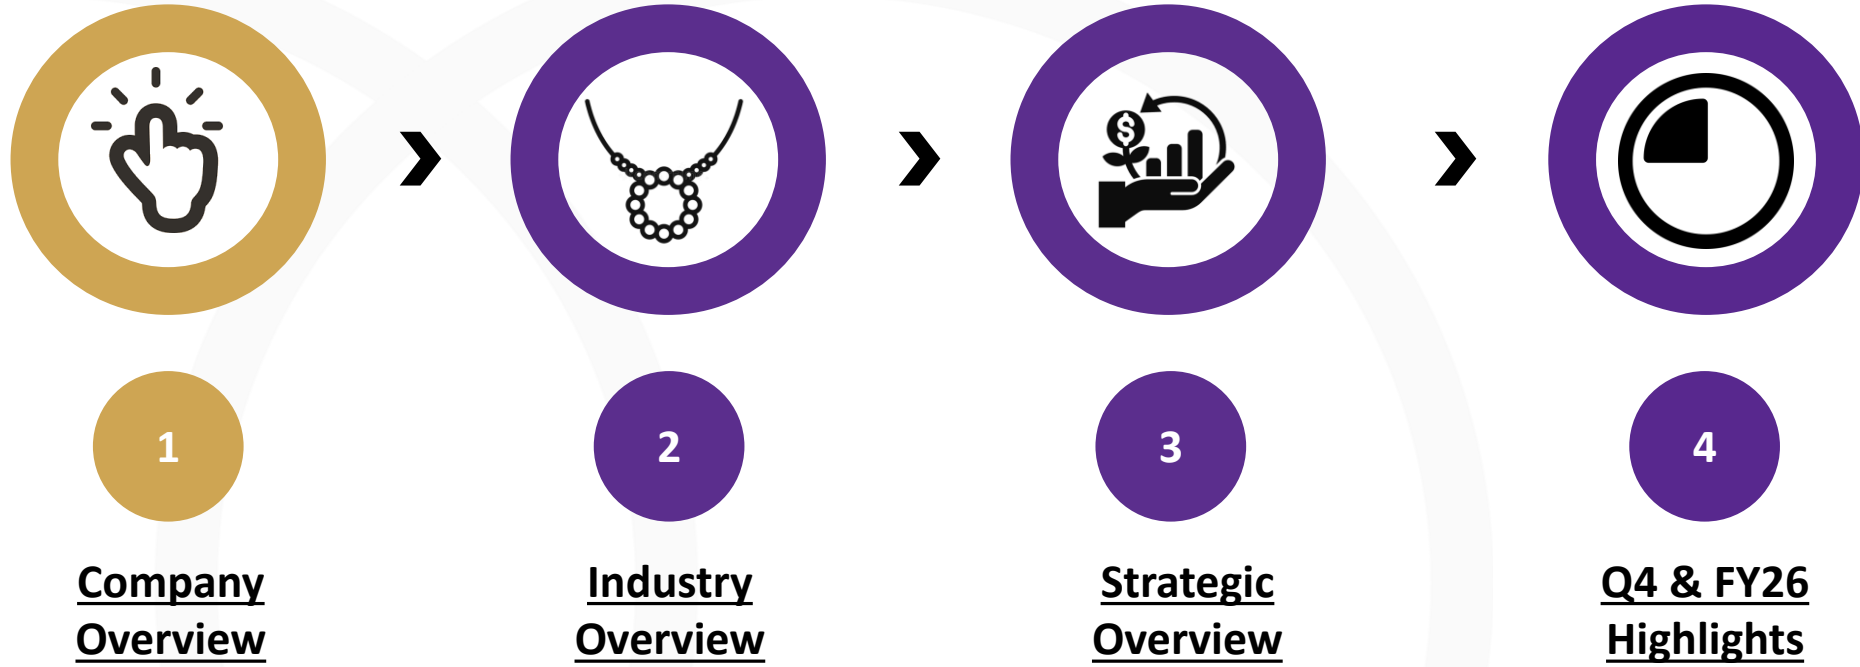 1
2
3
4
Company
Overview
Industry
Overview
Strategic
Overview
Q4 & FY26
Highlights